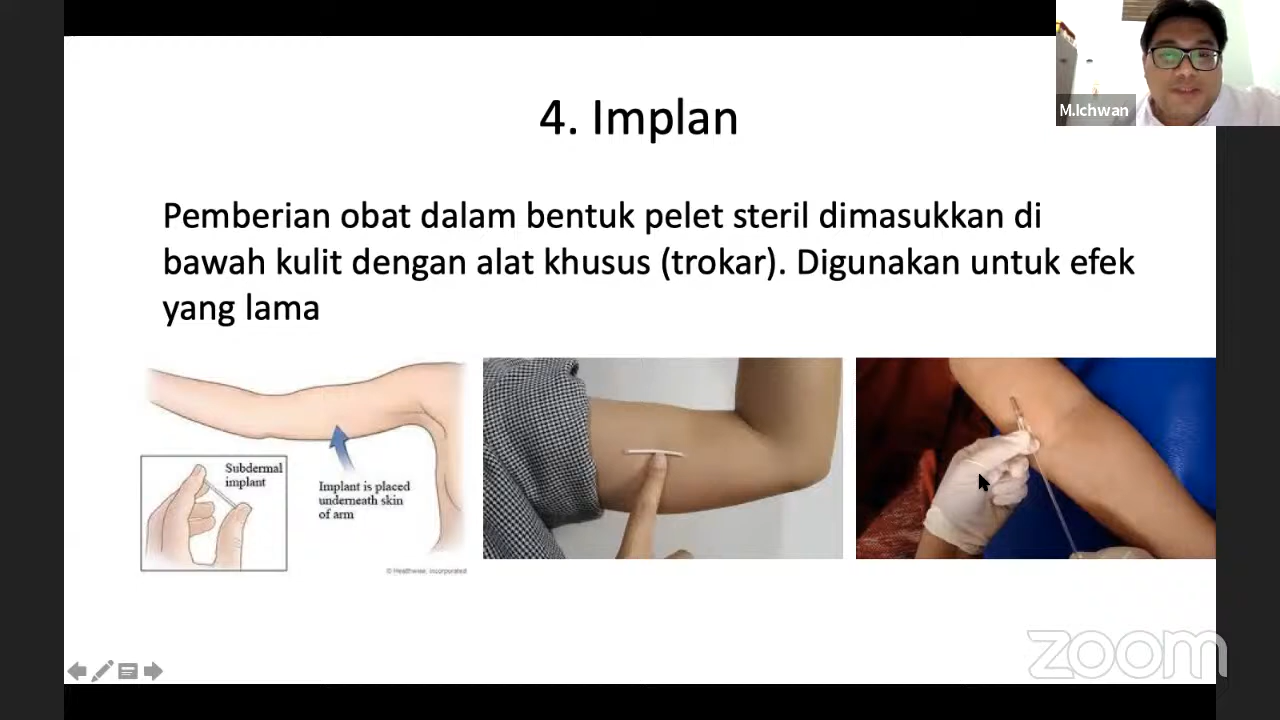 M.Ichwan
4. Implan
Pemberian obat dalam bentuk pelet steril dimasukkan di
bawah kulit dengan alat khusus (trokar). Digunakan untuk efek
yang lama
Subdermal
implant
Implant is placed
underneath skin
of arm
© Healthwise, Incorporated
zoom